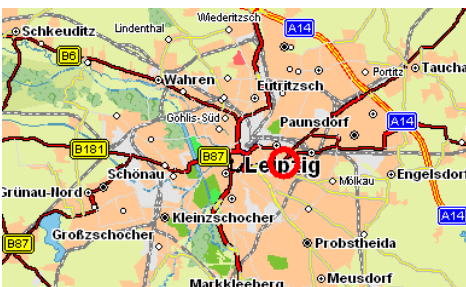 Wiederitzsch
A14
Schkeuditz
Lindenthal
B6
Portitz
Taucha
Wahren
Eutritzsch
Gohlis-Süd
Paunsdorf
A14
B181
B87
Leipzig
Schönau
Mölkau
Engelsdorf
Grünau-Nord
Kleinzschocher
A14
Großzschocher
B87
Probstheida
Markkleeberg
Meusdorf